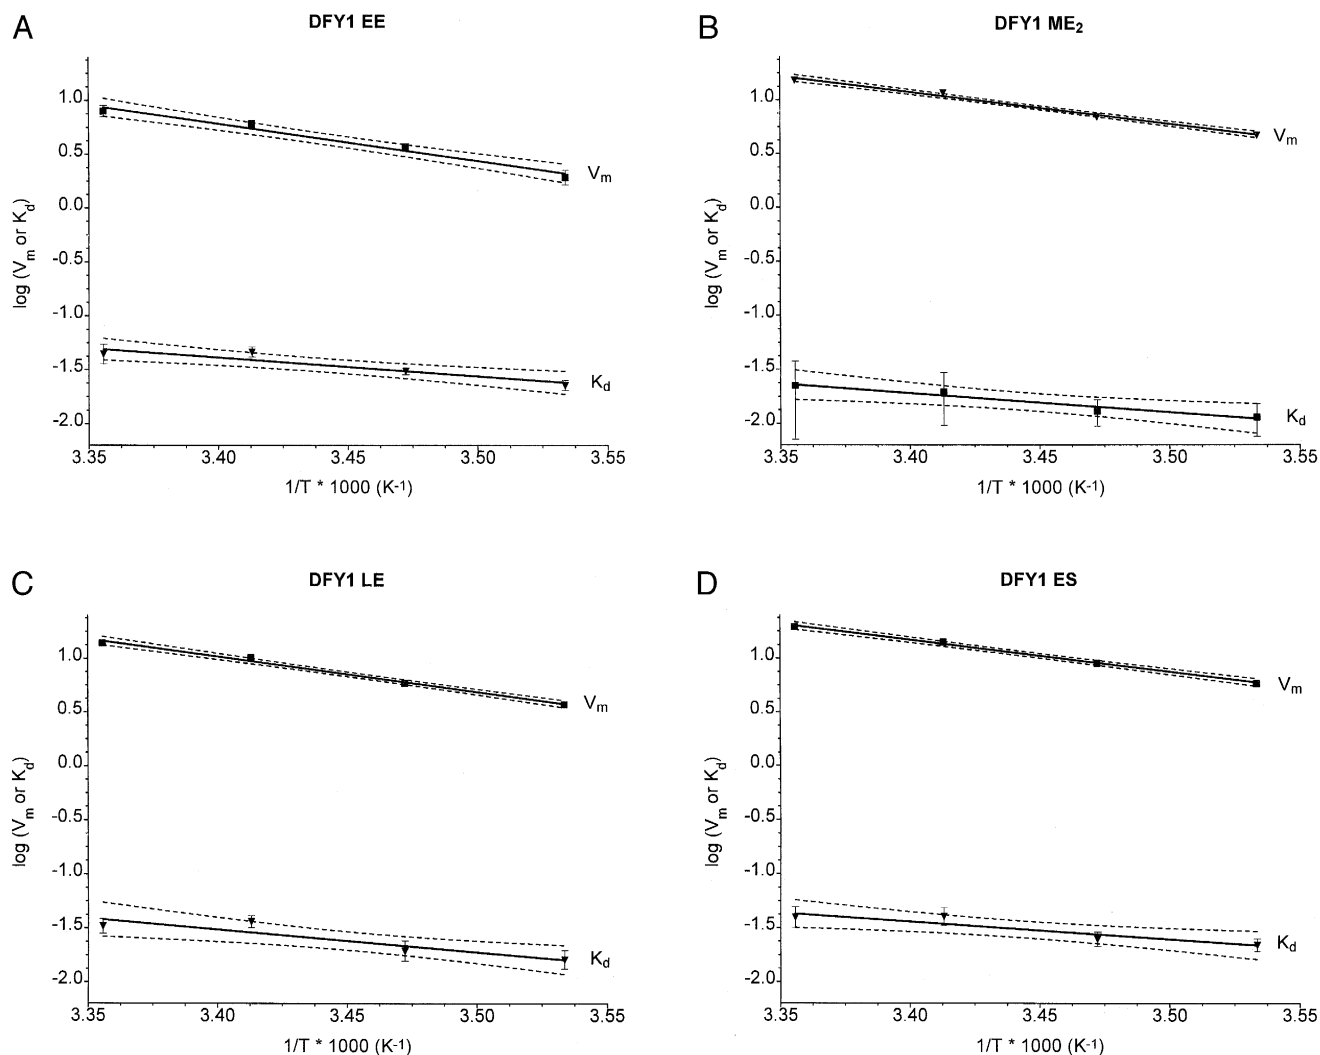 A
DFY1 EE
log (Vm or Kd)
1.0
0.5
0.0
-0.5
-1.0
-1.5
-2.0
Vm
Kd
3.35 3.40 3.45 3.50 3.55
1/T * 1000 (K-1)
B
DFY1 ME2
log (Vm or Kd)
1.0
0.5
0.0
-0.5
-1.0
-1.5
-2.0
Vm
Kd
3.35 3.40 3.45 3.50 3.55
1/T * 1000 (K-1)
C
DFY1 LE
log (Vm or Kd)
1.0
0.5
0.0
-0.5
-1.0
-1.5
-2.0
Vm
Kd
3.35 3.40 3.45 3.50 3.55
1/T * 1000 (K-1)
D
DFY1 ES
log (Vm or Kd)
1.0
0.5
0.0
-0.5
-1.0
-1.5
-2.0
Vm
Kd
3.35 3.40 3.45 3.50 3.55
1/T * 1000 (K-1)